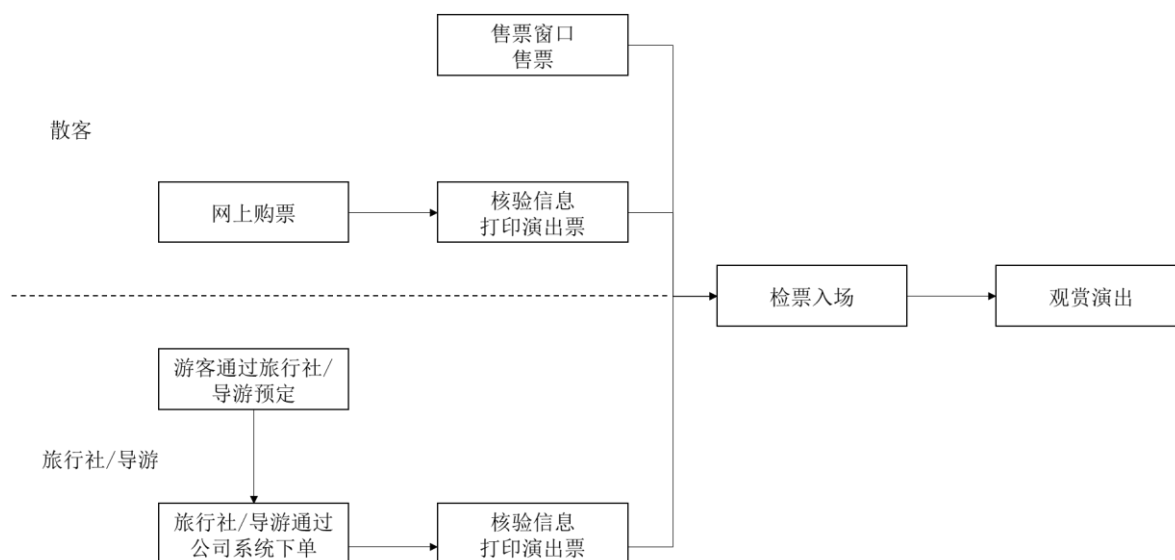 售票窗口
售票
散客
网上购票
核验信息
打印演出票
检票入场
观赏演出
游客通过旅行社/
导游预定
旅行社/导游
旅行社/导游通过
公司系统下单
核验信息
打印演出票